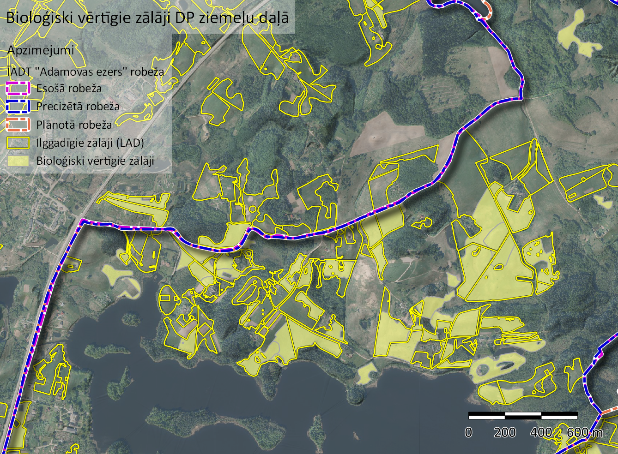 Bioloģiski vērtīgie zālāji DP ziemeļu daļā
Apzīmējumi
ĪADT "Adamovas ezers" robeža
Esošā robeža
Precizētā robeža
Plānotā robeža
Ilggadīgie zālāji (LAD)
Bioloģiski vērtīgie zālāji
0 200 400 600 m